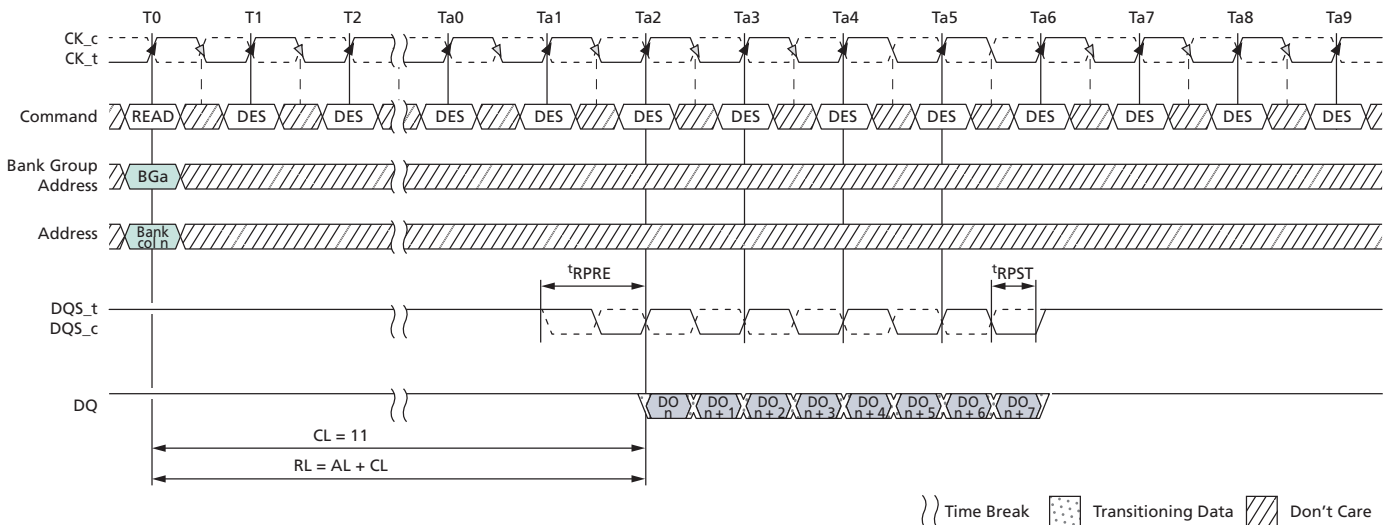 T0 T1 T2 Ta0 Ta1 Ta2 Ta3 Ta4 Ta5 Ta6 Ta7 Ta8 Ta9
CK_c
CK_t
Command READ DES DES DES DES DES DES DES DES DES DES DES DES
Bank Group
Address
BGa
Address
Bank
col n
tRPRE
tRPST
DQS_t
DQS_c
DQ
DO
n
DO
n + 1
DO
n + 2
DO
n + 3
DO
n + 4
DO
n + 5
DO
n + 6
DO
n + 7
CL = 11
RL = AL + CL
Time Break Transitioning Data Don't Care